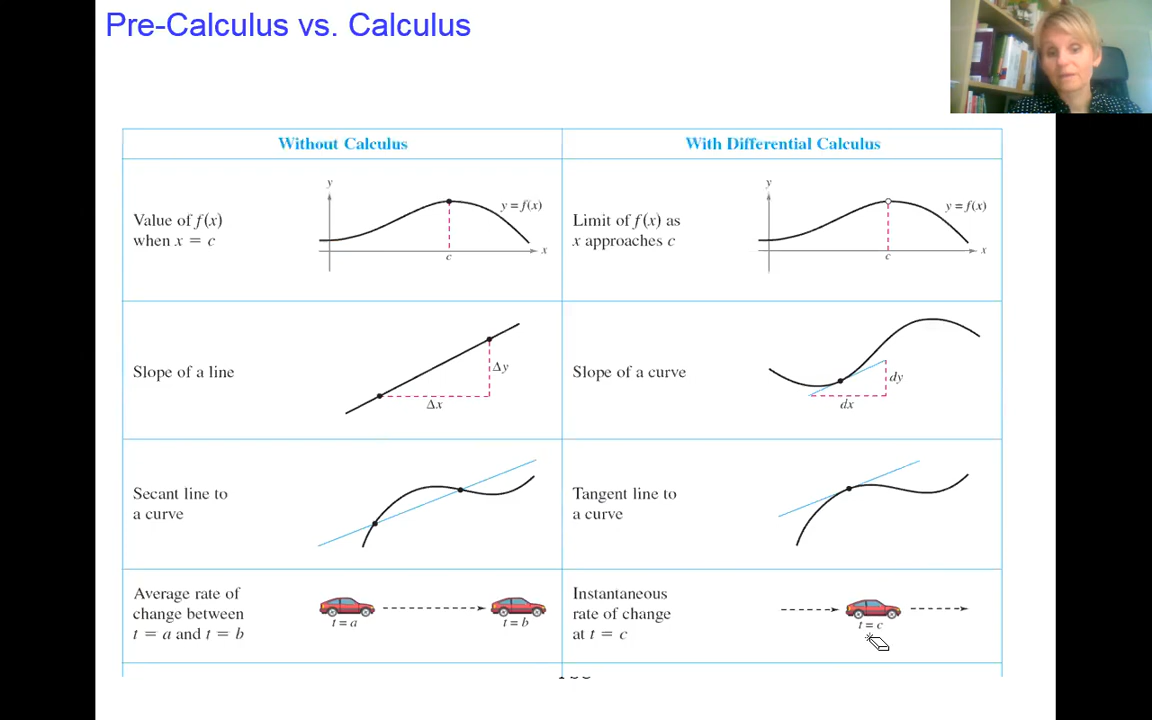 Pre-Calculus vs. Calculus
Without Calculus
With Differential Calculus
Value of f(x)
when x = c
y
y = f(x)
x
c
Limit of f(x) as
x approaches c
y
y = f(x)
x
c
Slope of a line
Δy
Δx
Slope of a curve
dy
dx
Secant line to
a curve
Tangent line to
a curve
Average rate of
change between
t = a and t = b
t = a
t = b
Instantaneous
rate of change
at t = c
t = c